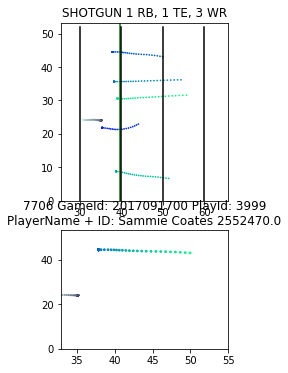 SHOTGUN 1 RB, 1 TE, 3 WR
50
40
30
20
10
0
30 40 50 60
7706 GameId: 2017091700 PlayId: 3999
PlayerName + ID: Sammie Coates 2552470.0
40
20
0
35 40 45 50 55